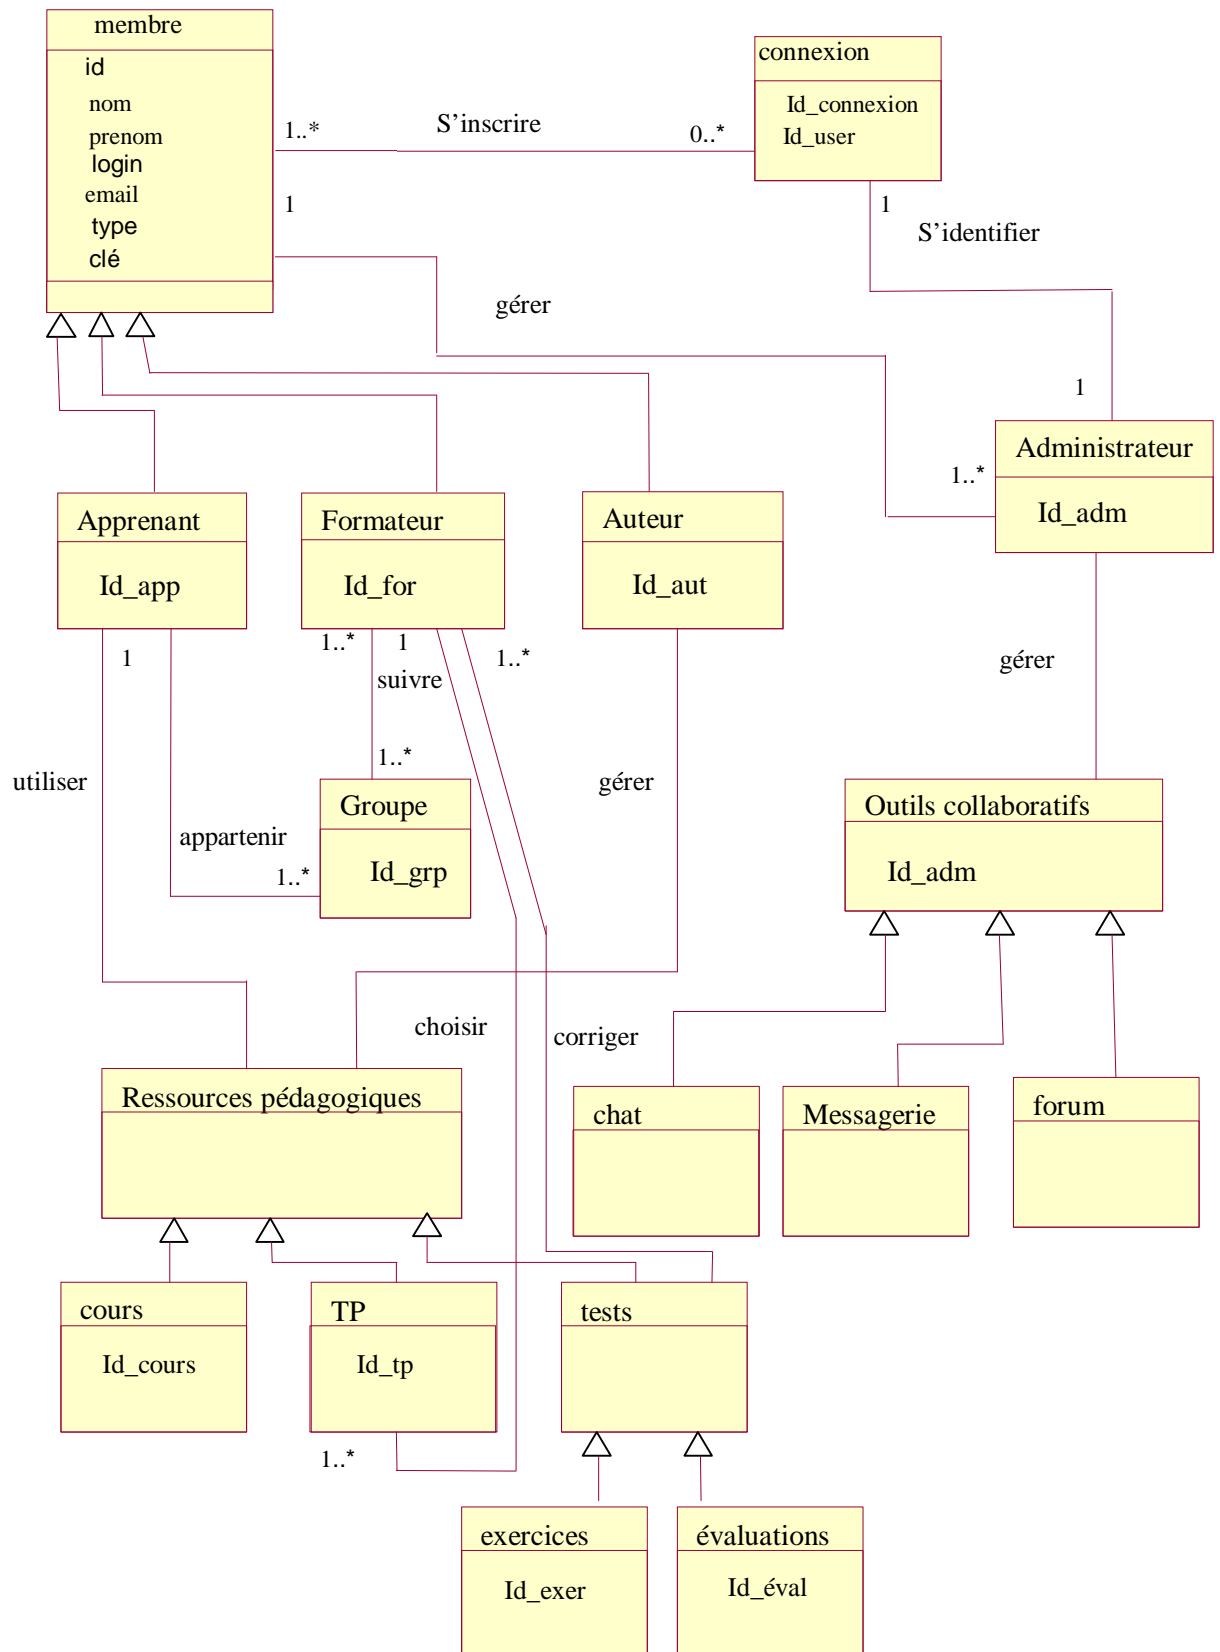 membre
id
nom
prenom
login
email
type
clé
connexion
Id_connexion
Id_user
1..*
S’inscrire
0..*
1
1
S’identifier
gérer
1
1..*
Administrateur
Id_adm
Apprenant
Id_app
Formateur
Id_for
Auteur
Id_aut
1
1..*
1
1..*
suivre
gérer
1..*
utiliser
gérer
Groupe
Id_grp
appartenir
1..*
Outils collaboratifs
Id_adm
choisir
corriger
Ressources pédagogiques
chat
Messagerie
forum
cours
Id_cours
TP
Id_tp
tests
1..*
exercices
Id_exer
évaluations
Id_éval